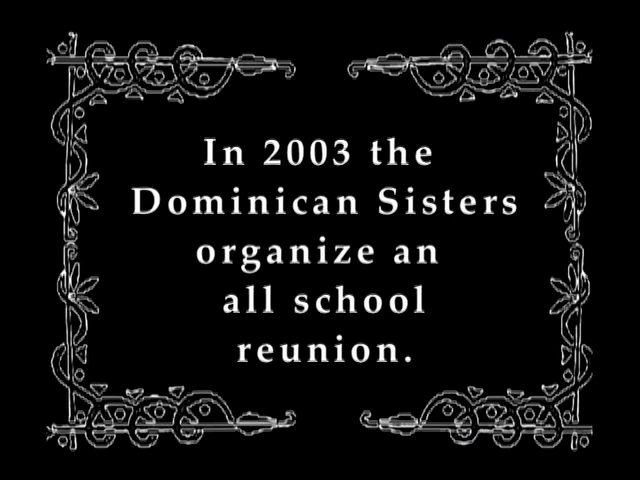 In 2003 the
Dominican Sisters
organize an
all school
reunion.